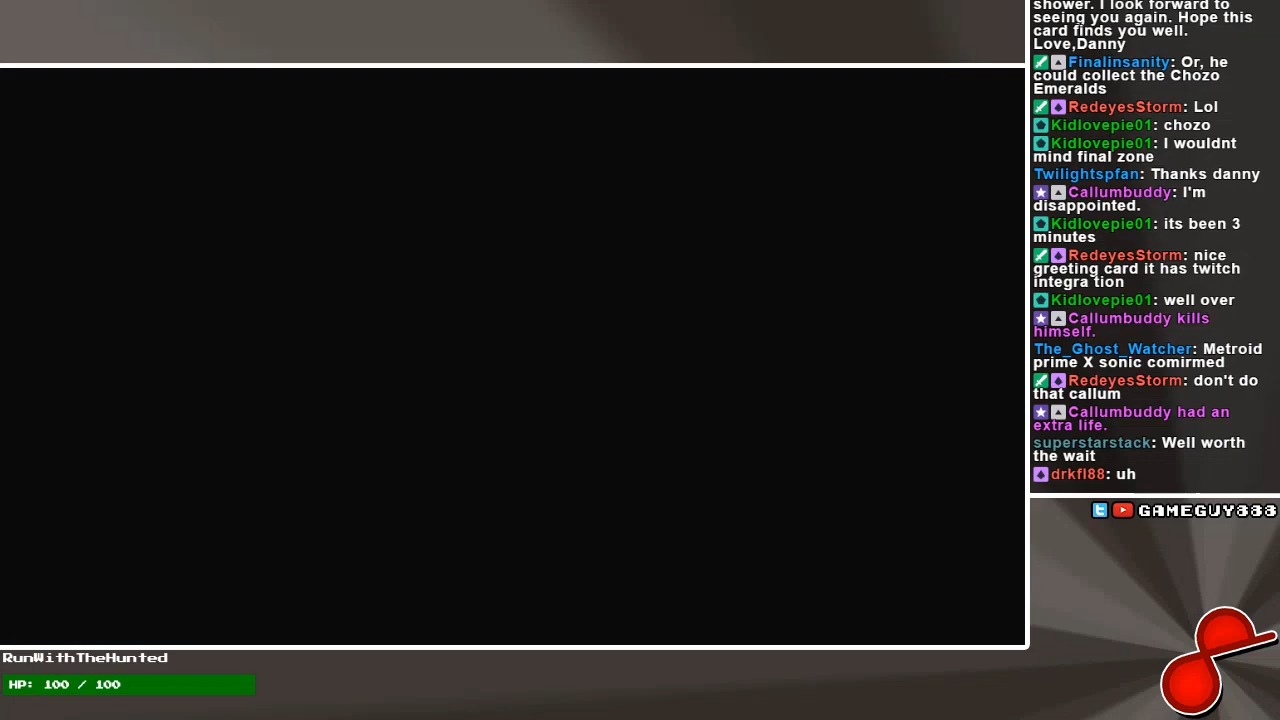 shower. I look forward to
seeing you again. Hope this
card finds you well.
Love,Danny
Finalinsanity: Or, he
could collect the Chozo
Emeralds
RedeyesStorm: Lol
Kidlovepie01: chozo
Kidlovepie01: I wouldnt
mind final zone
Twilightspfan: Thanks danny
Callumbuddy: I'm
disappointed.
Kidlovepie01: its been 3
minutes
RedeyesStorm: nice
greeting card it has twitch
integra tion
Kidlovepie01: well over
Callumbuddy kills
himself.
The_Ghost_Watcher: Metroid
prime X sonic comirmed
RedeyesStorm: don't do
that callum
Callumbuddy had an
extra life.
superstarstack: Well worth
the wait
drkfl88: uh
GAMEGUY888
RunWithTheHunted
HP: 100 / 100